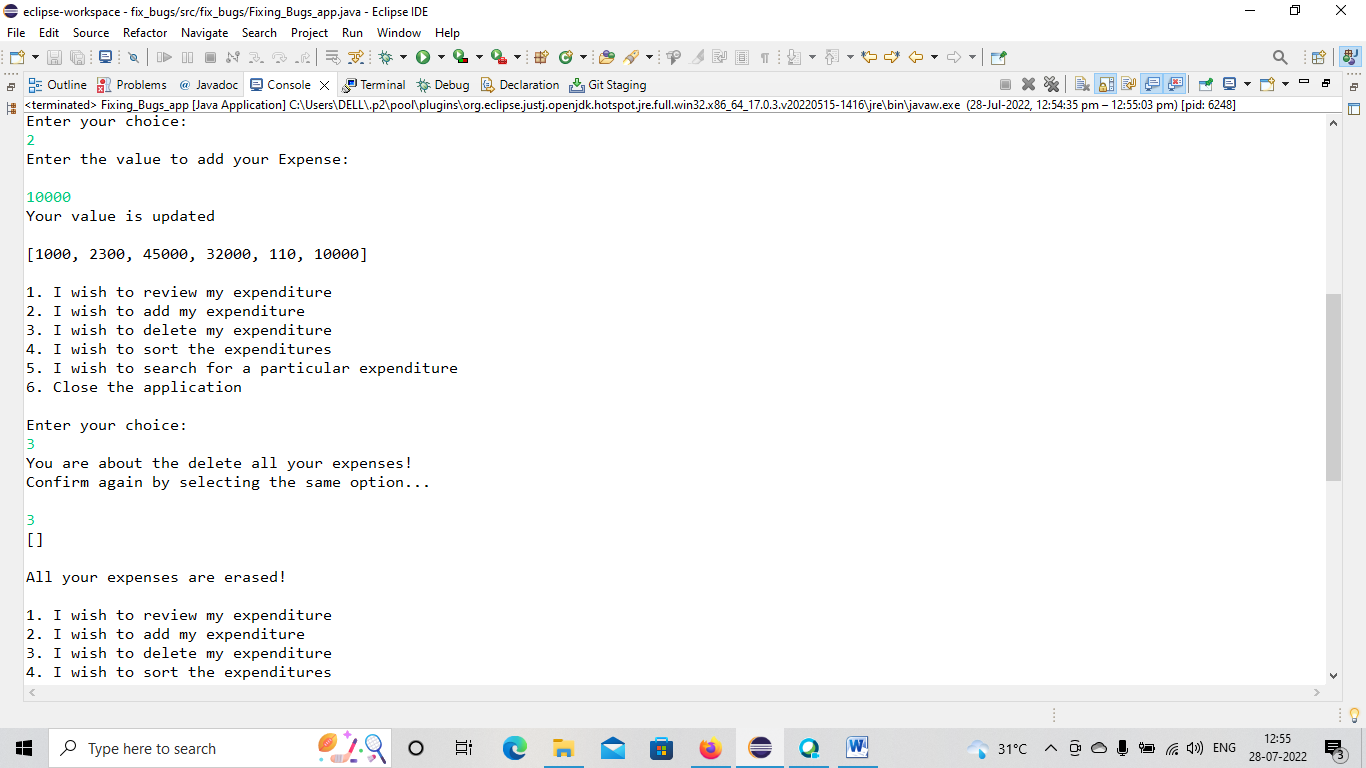 eclipse-workspace - fix_bugs/src/fix_bugs/Fixing_Bugs_app.java - Eclipse IDE
File Edit Source Refactor Navigate Search Project Run Window Help
Outline Problems @ Javadoc Console Terminal Debug Declaration Git Staging
<terminated> Fixing_Bugs_app [Java Application] C:\Users\DELL\.p2\pool\plugins\org.eclipse.justj.openjdk.hotspot.jre.full.win32.x86_64_17.0.3.v20220515-1416\jre\bin\javaw.exe (28-Jul-2022, 12:54:35 pm – 12:55:03 pm) [pid: 6248]
Enter your choice:
2
Enter the value to add your Expense:
10000
Your value is updated
[1000, 2300, 45000, 32000, 110, 10000]
1. I wish to review my expenditure
2. I wish to add my expenditure
3. I wish to delete my expenditure
4. I wish to sort the expenditures
5. I wish to search for a particular expenditure
6. Close the application
Enter your choice:
3
You are about the delete all your expenses!
Confirm again by selecting the same option...
3
[]
All your expenses are erased!
1. I wish to review my expenditure
2. I wish to add my expenditure
3. I wish to delete my expenditure
4. I wish to sort the expenditures
Type here to search
31°C
ENG
12:55
28-07-2022
3